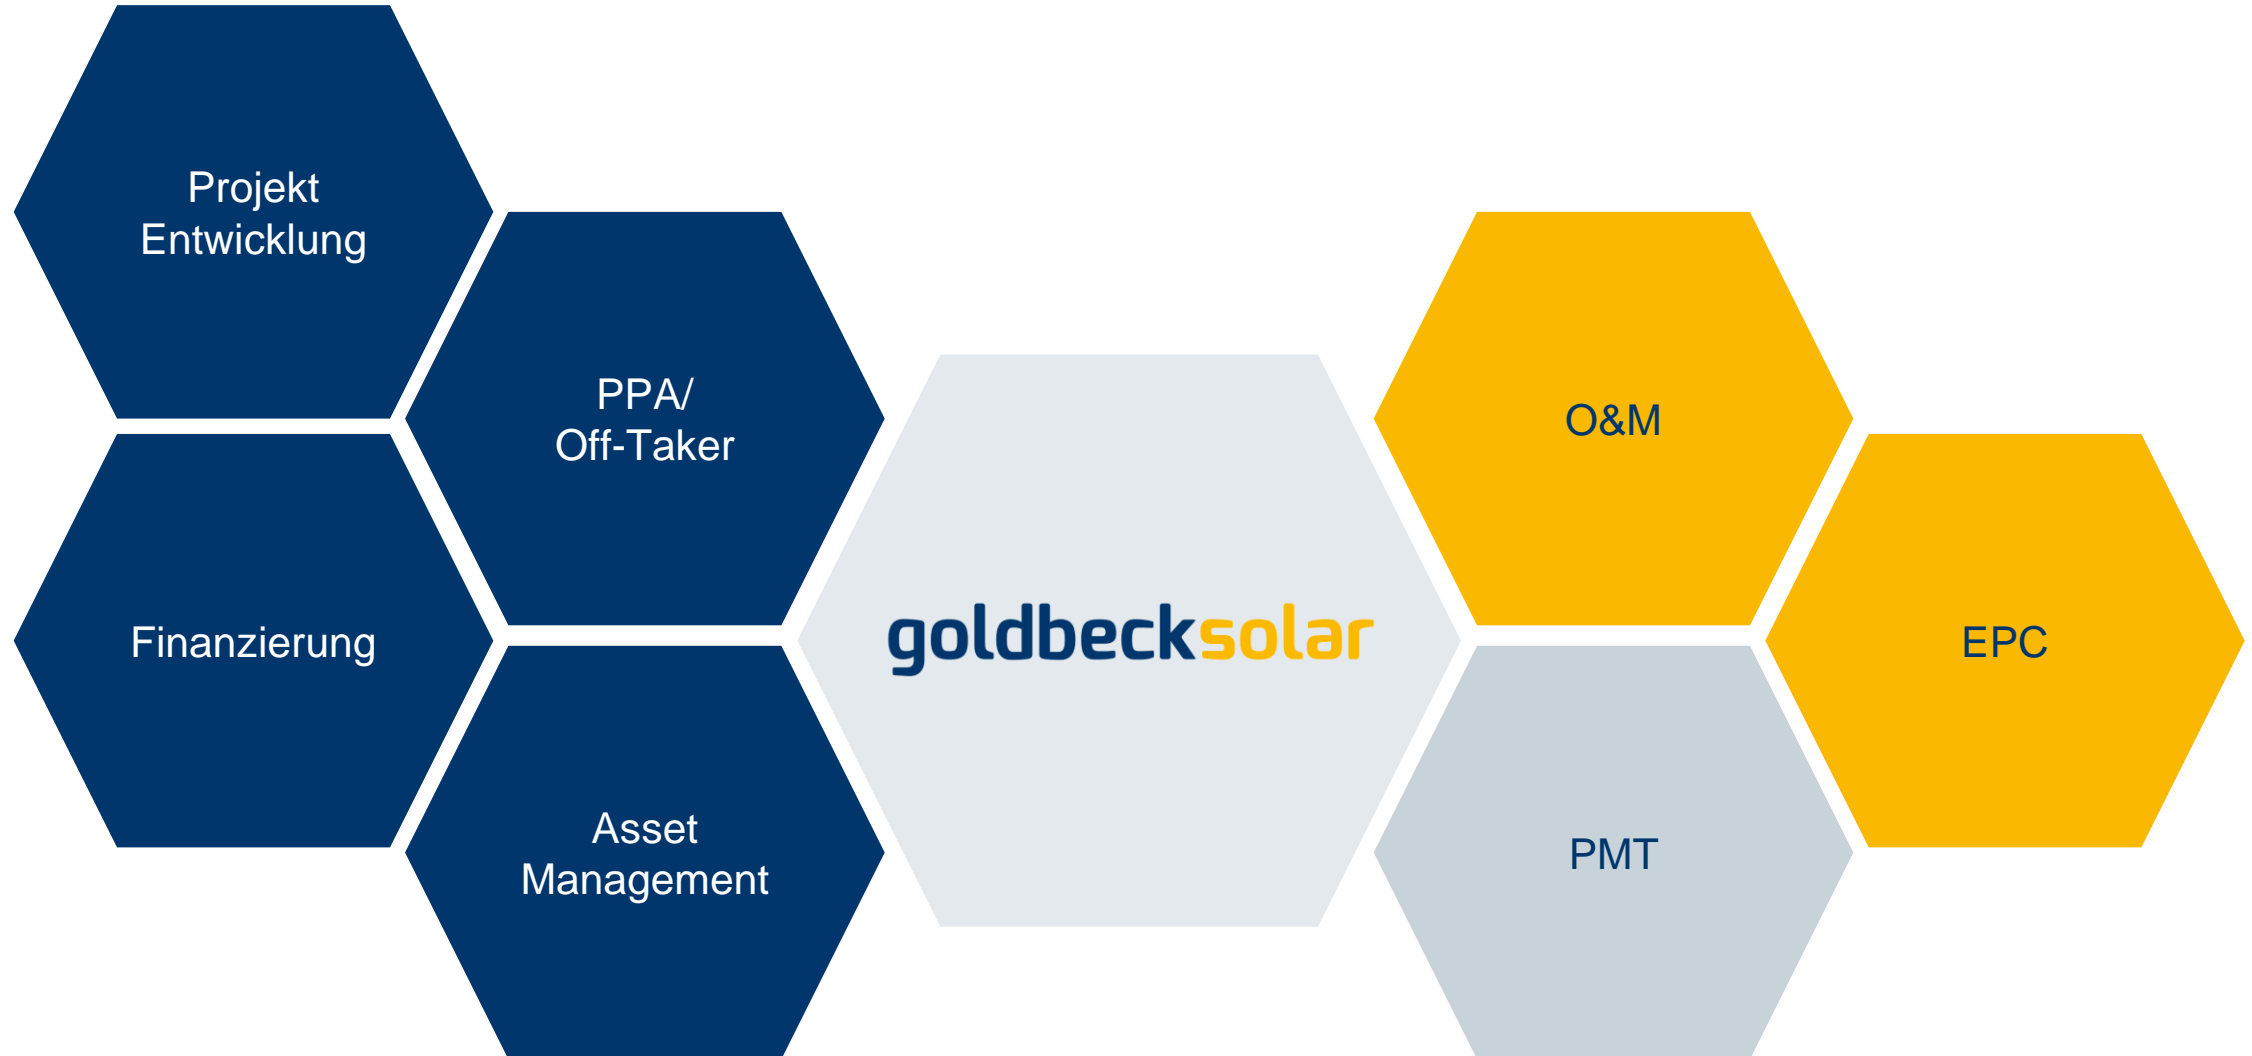 Projekt
Entwicklung
PPA/
Off-Taker
Finanzierung
Asset
Management
goldbecksolar
O&M
EPC
PMT